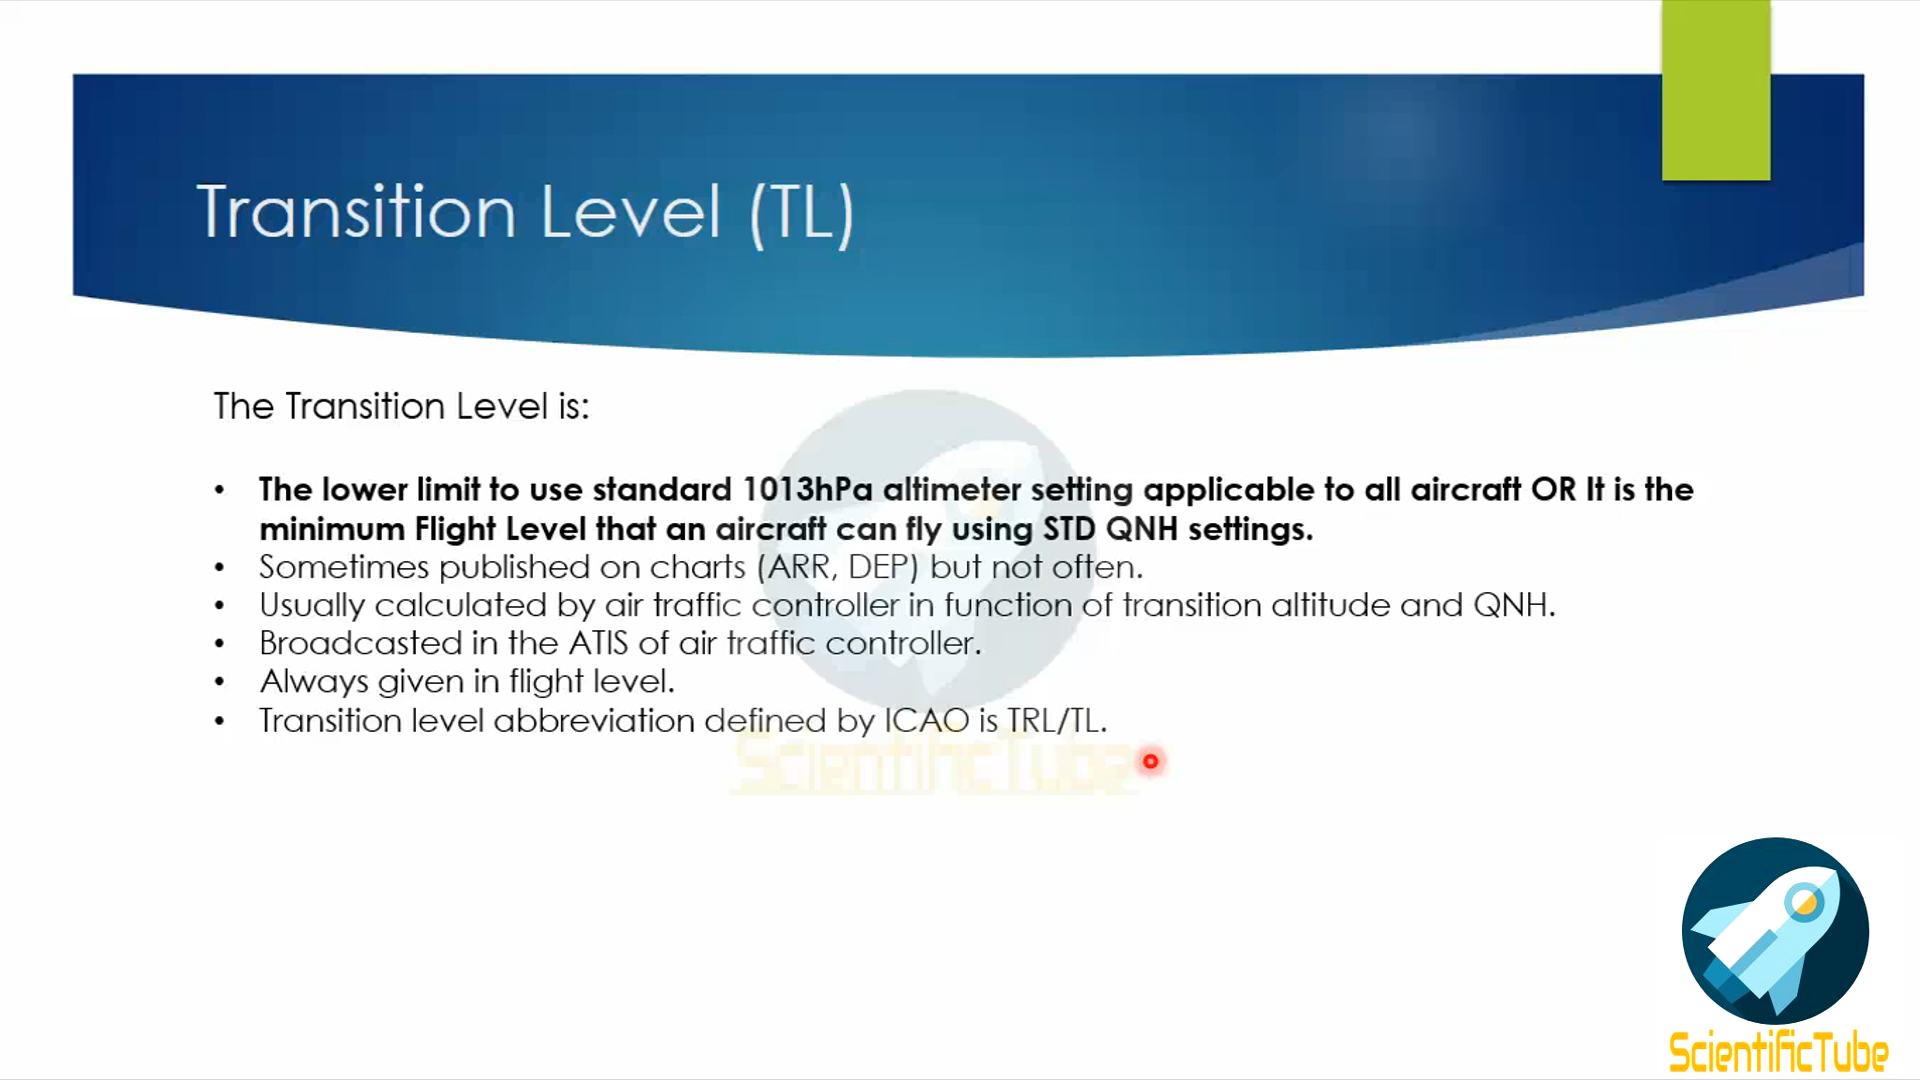 Transition Level (TL)
The Transition Level is:
• The lower limit to use standard 1013hPa altimeter setting applicable to all aircraft OR It is the
minimum Flight Level that an aircraft can fly using STD QNH settings.
• Sometimes published on charts (ARR, DEP) but not often.
• Usually calculated by air traffic controller in function of transition altitude and QNH.
• Broadcasted in the ATIS of air traffic controller.
• Always given in flight level.
• Transition level abbreviation defined by ICAO is TRL/TL.
ScientificTube
ScientificTube